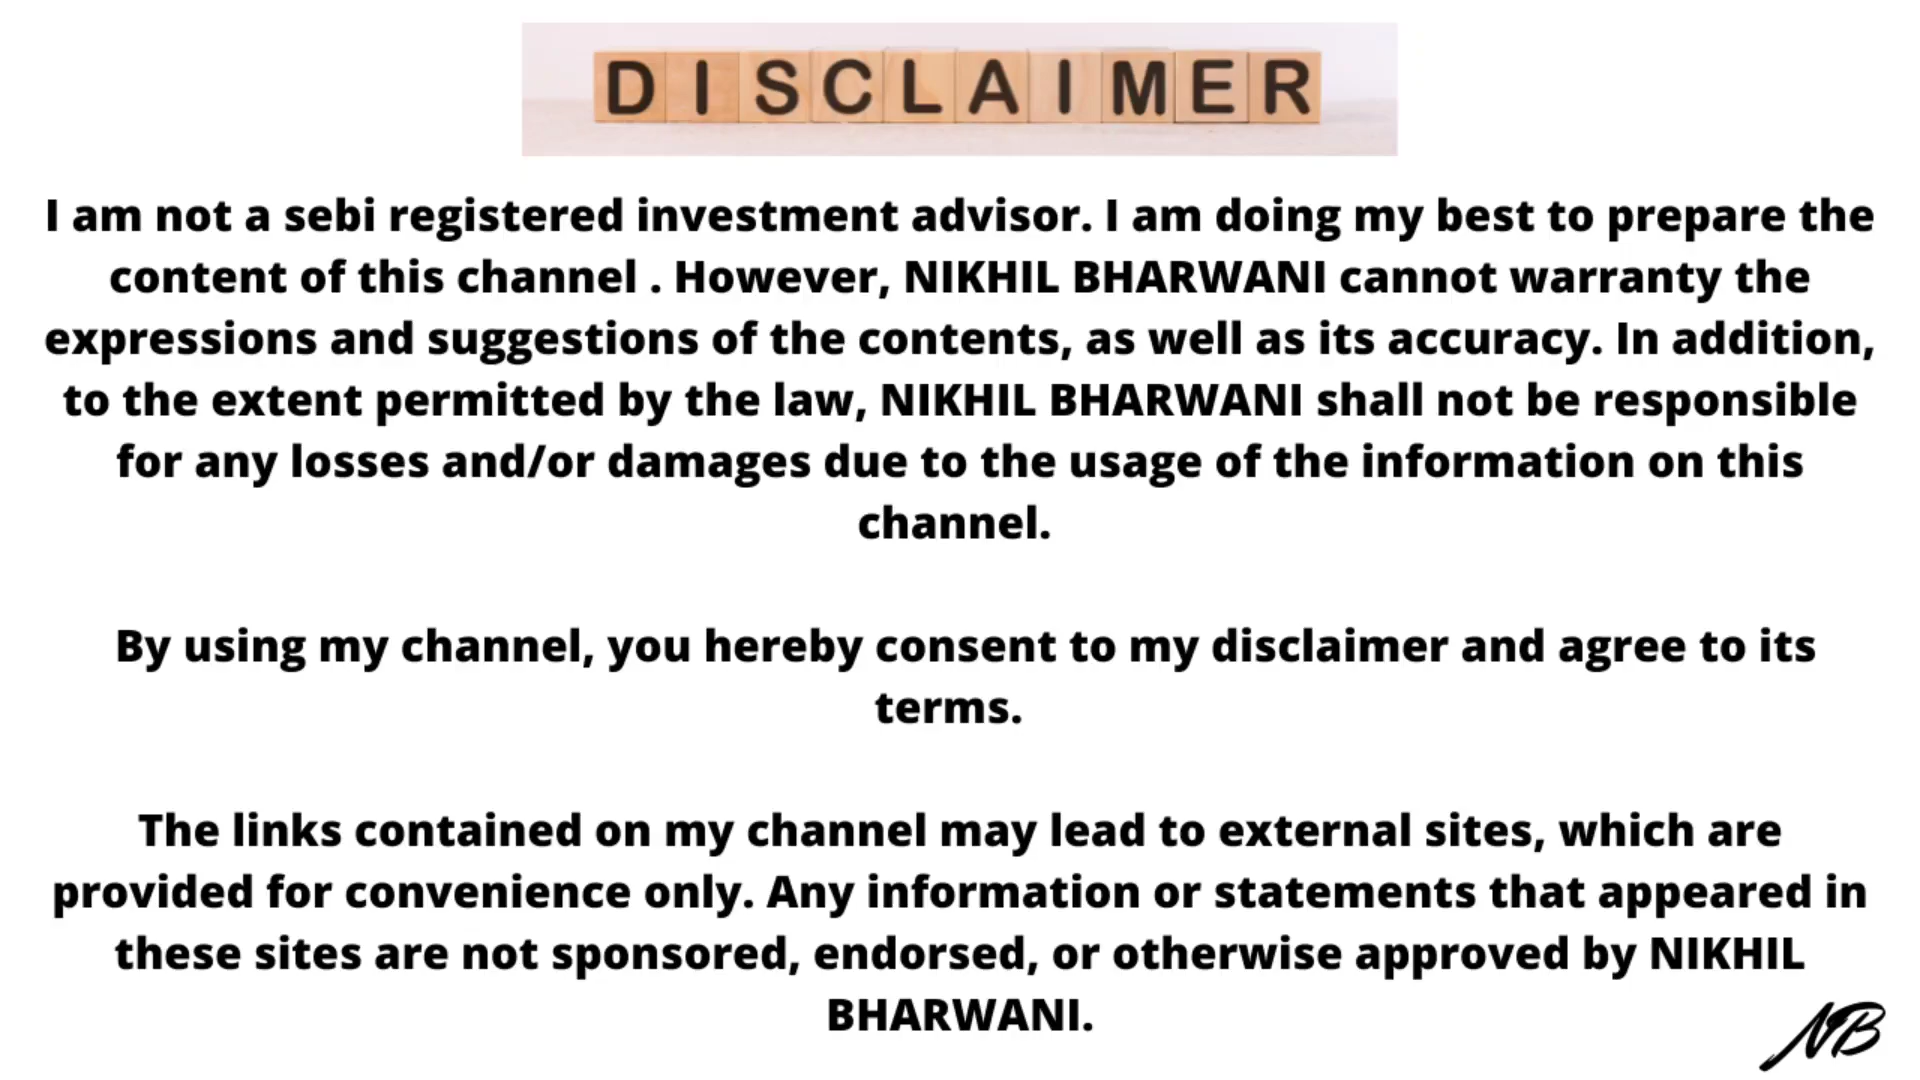 DISCLAIMER
I am not a sebi registered investment advisor. I am doing my best to prepare the
content of this channel . However, NIKHIL BHARWANI cannot warranty the
expressions and suggestions of the contents, as well as its accuracy. In addition,
to the extent permitted by the law, NIKHIL BHARWANI shall not be responsible
for any losses and/or damages due to the usage of the information on this
channel.
By using my channel, you hereby consent to my disclaimer and agree to its
terms.
The links contained on my channel may lead to external sites, which are
provided for convenience only. Any information or statements that appeared in
these sites are not sponsored, endorsed, or otherwise approved by NIKHIL
BHARWANI.
NB